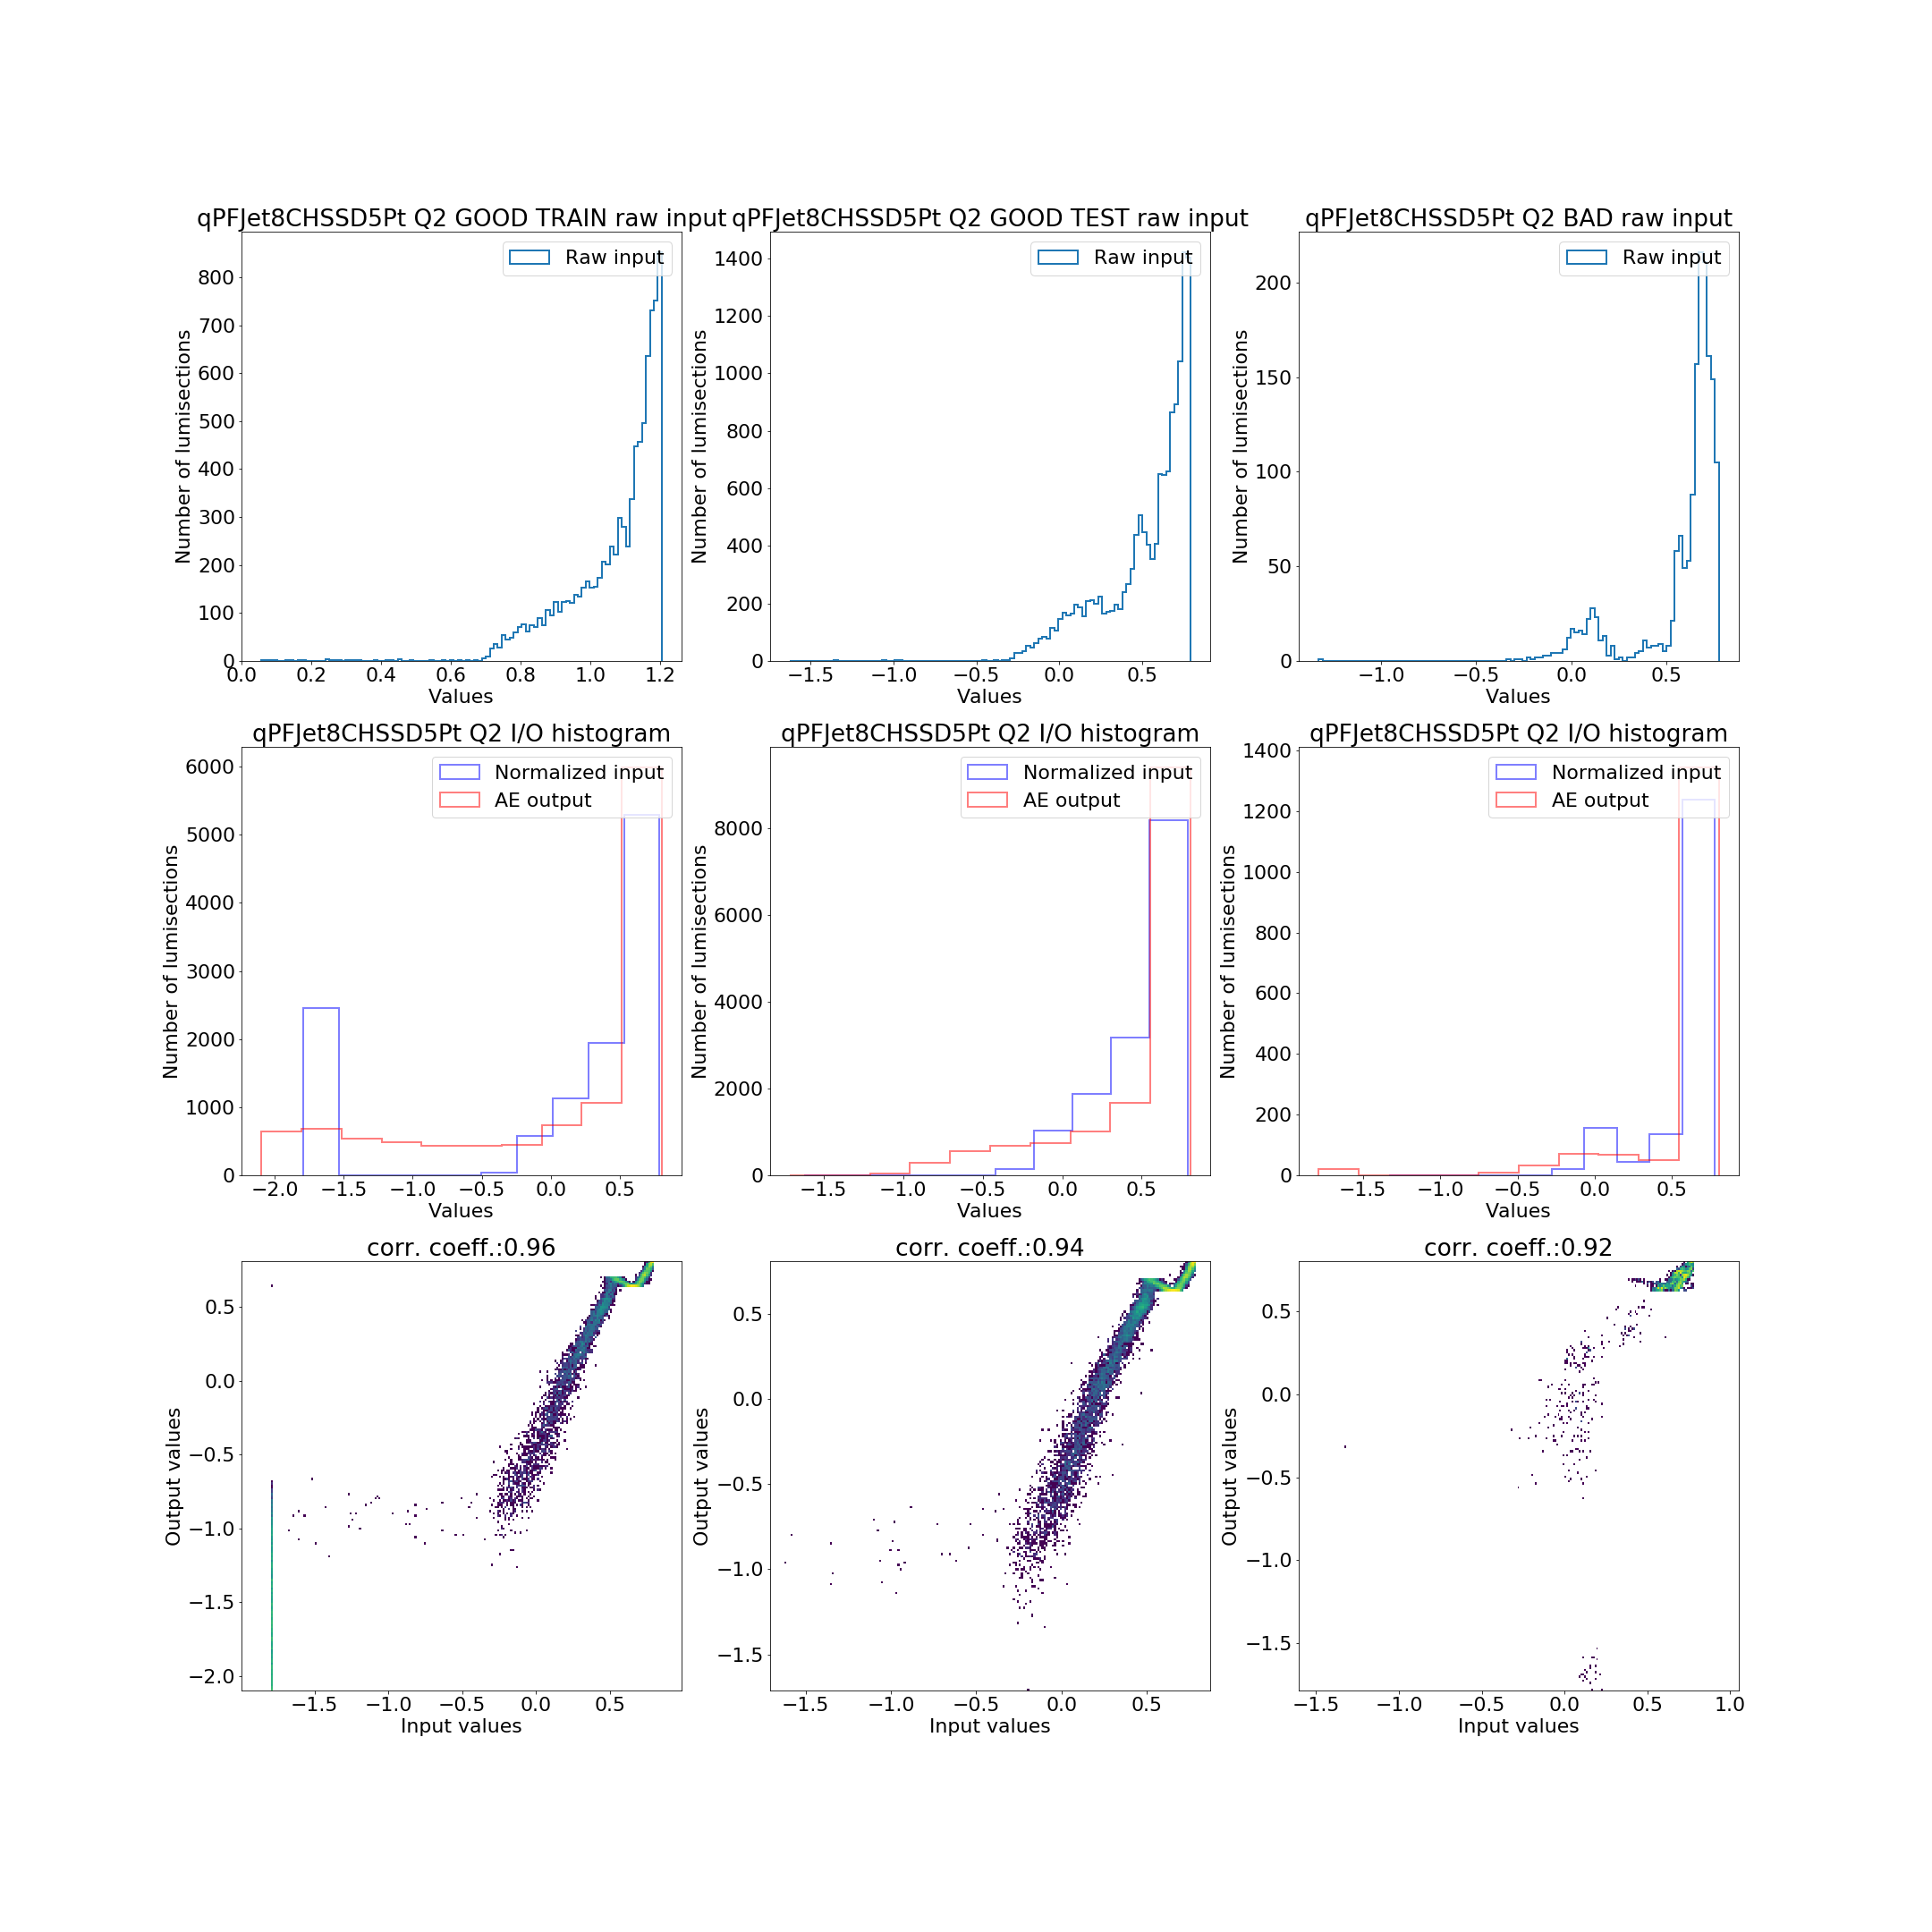 qPFJet8CHSSD5Pt Q2 GOOD TRAIN raw input
Raw input
Number of lumisections
800
700
600
500
400
300
200
100
0
0.0 0.2 0.4 0.6 0.8 1.0 1.2
Values
qPFJet8CHSSD5Pt Q2 GOOD TEST raw input
Raw input
Number of lumisections
1400
1200
1000
800
600
400
200
0
−1.5 −1.0 −0.5 0.0 0.5
Values
qPFJet8CHSSD5Pt Q2 BAD raw input
Raw input
Number of lumisections
200
150
100
50
0
−1.0 −0.5 0.0 0.5
Values
qPFJet8CHSSD5Pt Q2 I/O histogram
Normalized input
AE output
Number of lumisections
6000
5000
4000
3000
2000
1000
0
−2.0 −1.5 −1.0 −0.5 0.0 0.5
Values
qPFJet8CHSSD5Pt Q2 I/O histogram
Normalized input
AE output
Number of lumisections
8000
6000
4000
2000
0
−1.5 −1.0 −0.5 0.0 0.5
Values
qPFJet8CHSSD5Pt Q2 I/O histogram
Normalized input
AE output
Number of lumisections
1400
1200
1000
800
600
400
200
0
−1.5 −1.0 −0.5 0.0 0.5
Values
corr. coeff.:0.96
Output values
0.5
0.0
−0.5
−1.0
−1.5
−2.0
−1.5 −1.0 −0.5 0.0 0.5
Input values
corr. coeff.:0.94
Output values
0.5
0.0
−0.5
−1.0
−1.5
−1.5 −1.0 −0.5 0.0 0.5
Input values
corr. coeff.:0.92
Output values
0.5
0.0
−0.5
−1.0
−1.5
−1.5 −1.0 −0.5 0.0 0.5 1.0
Input values